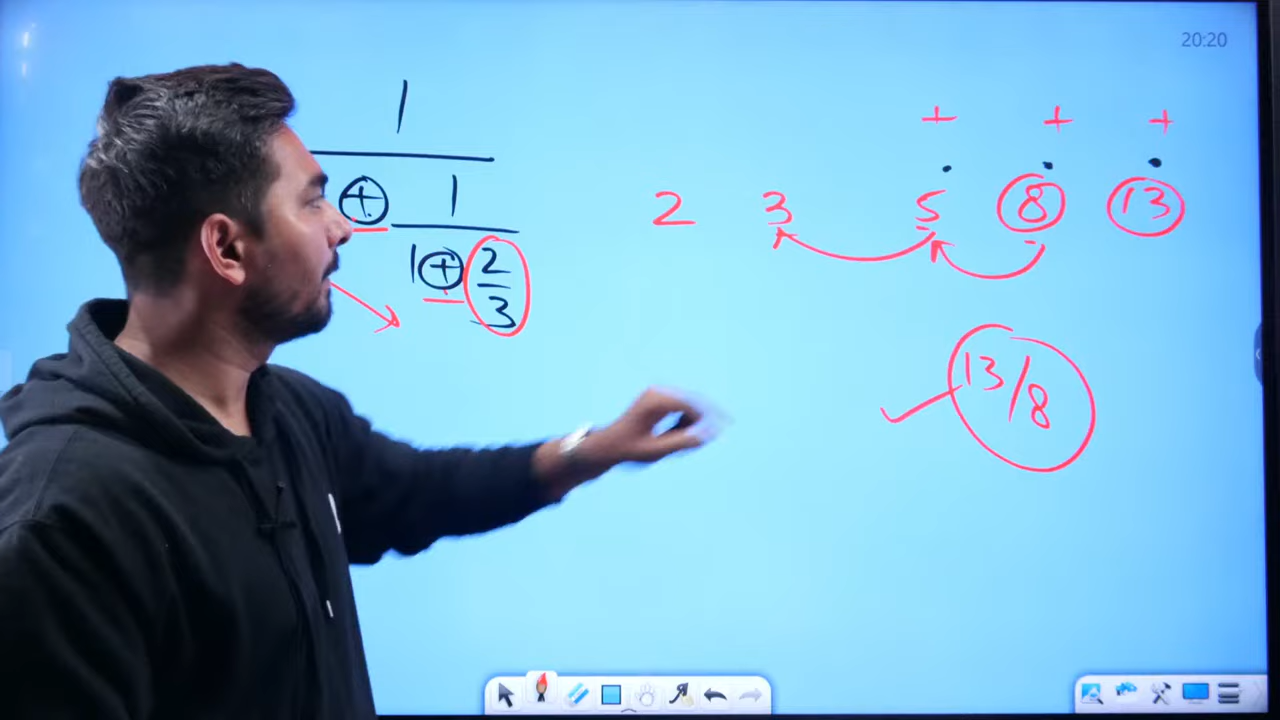 20:20
1
+ 1
1 + 2
3
+ + +
2 3 5 8 13
13/8